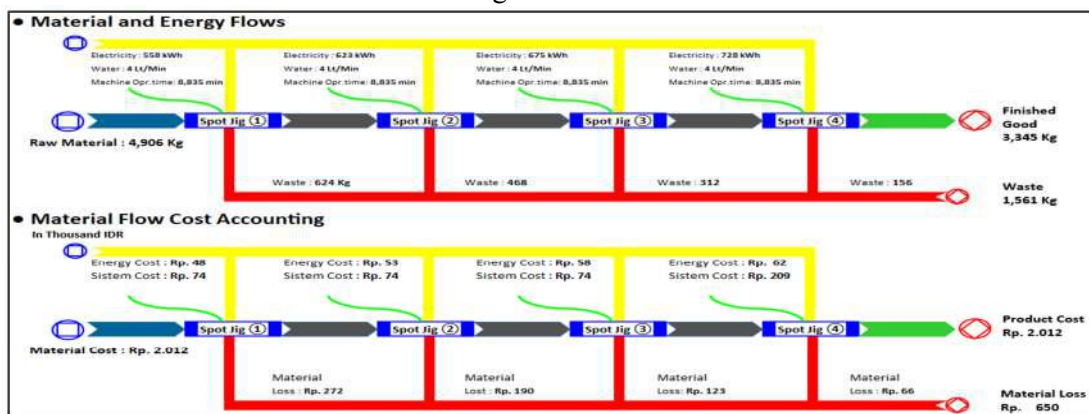 • Material and Energy Flows
Electricity : 558 kWh
Water : 4 Lt/Min
Machine Opr.time: 8,835 min
Electricity : 623 kWh
Water : 4 Lt/Min
Machine Opr.time: 8,835 min
Electricity : 675 kWh
Water : 4 Lt/Min
Machine Opr.time: 8,835 min
Electricity : 728 kWh
Water : 4 Lt/Min
Machine Opr.time: 8,835 min
Raw Material : 4,906 Kg
Spot Jig ①
Spot Jig ②
Spot Jig ③
Spot Jig ④
Finished
Good
3,345 Kg
Waste : 624 Kg
Waste : 468
Waste : 312
Waste : 156
Waste
1,561 Kg
• Material Flow Cost Accounting
In Thousand IDR
Energy Cost : Rp. 48
Sistem Cost : Rp. 74
Energy Cost : Rp. 53
Sistem Cost : Rp. 74
Energy Cost : Rp. 58
Sistem Cost : Rp. 74
Energy Cost : Rp. 62
Sistem Cost : Rp. 209
Material Cost : Rp. 2.012
Spot Jig ①
Spot Jig ②
Spot Jig ③
Spot Jig ④
Product Cost
Rp. 2.012
Material
Loss : Rp. 272
Material
Lost : Rp. 190
Material
Loss: Rp. 123
Material
Loss : Rp. 66
Material Loss
Rp. 650